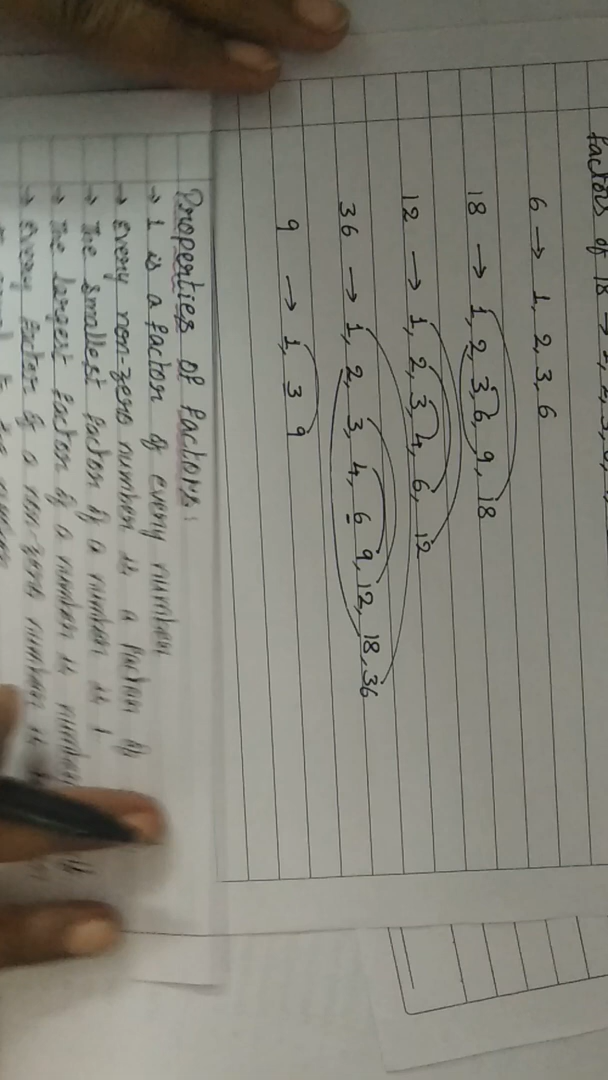 factors of 18 →
6 → 1, 2, 3, 6
18 → 1, 2, 3, 6, 9, 18
12 → 1, 2, 3, 4, 6, 12
36 → 1, 2, 3, 4, 6 9, 12, 18, 36
9 → 1, 3 9
Properties of factors:
→ 1 is a factor of every number
→ every non-zero number is a factor of
→ The smallest factor of a number is 1
→ The largest factor of a number is number
→ every factor of a non-zero number is